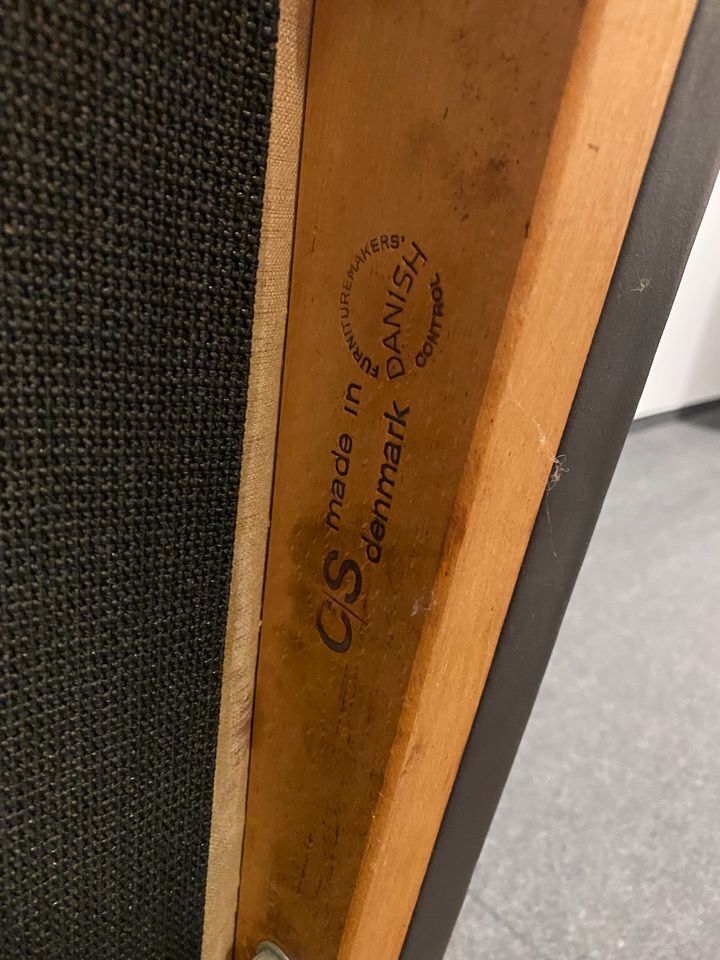 C/S made in
denmark
FURNITUREMAKERS'
DANISH
CONTROL